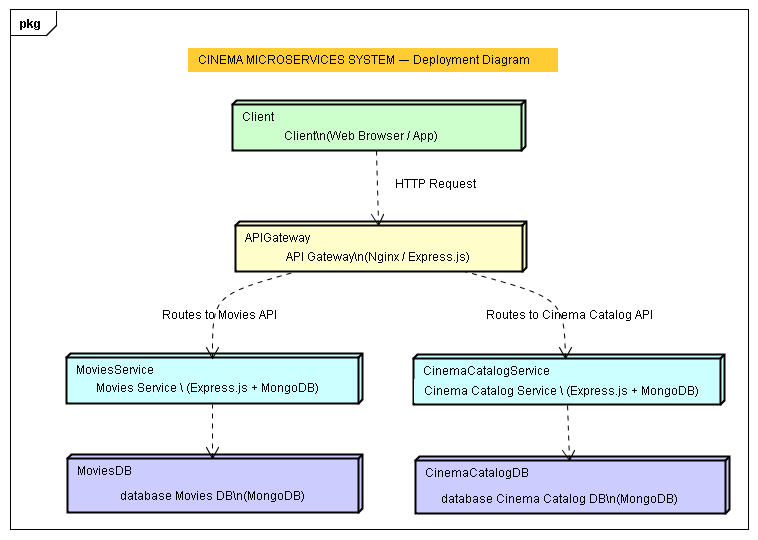 pkg
CINEMA MICROSERVICES SYSTEM — Deployment Diagram
Client
Client\n(Web Browser / App)
HTTP Request
APIGateway
API Gateway\n(Nginx / Express.js)
Routes to Movies API
Routes to Cinema Catalog API
MoviesService
Movies Service \ (Express.js + MongoDB)
CinemaCatalogService
Cinema Catalog Service \ (Express.js + MongoDB)
MoviesDB
database Movies DB\n(MongoDB)
CinemaCatalogDB
database Cinema Catalog DB\n(MongoDB)